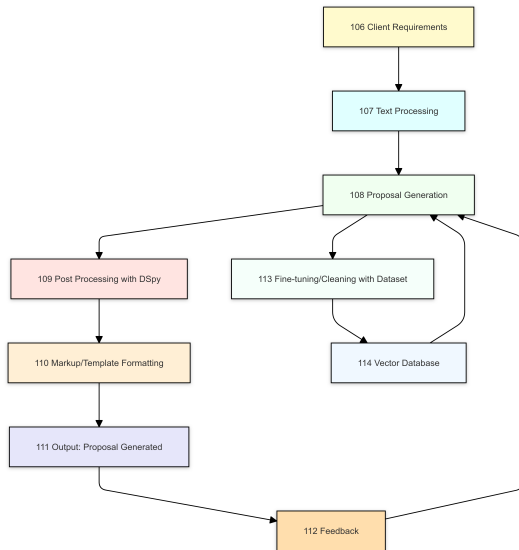 106 Client Requirements
107 Text Processing
108 Proposal Generation
109 Post Processing with DSpy
113 Fine-tuning/Cleaning with Dataset
110 Markup/Template Formatting
114 Vector Database
111 Output: Proposal Generated
112 Feedback